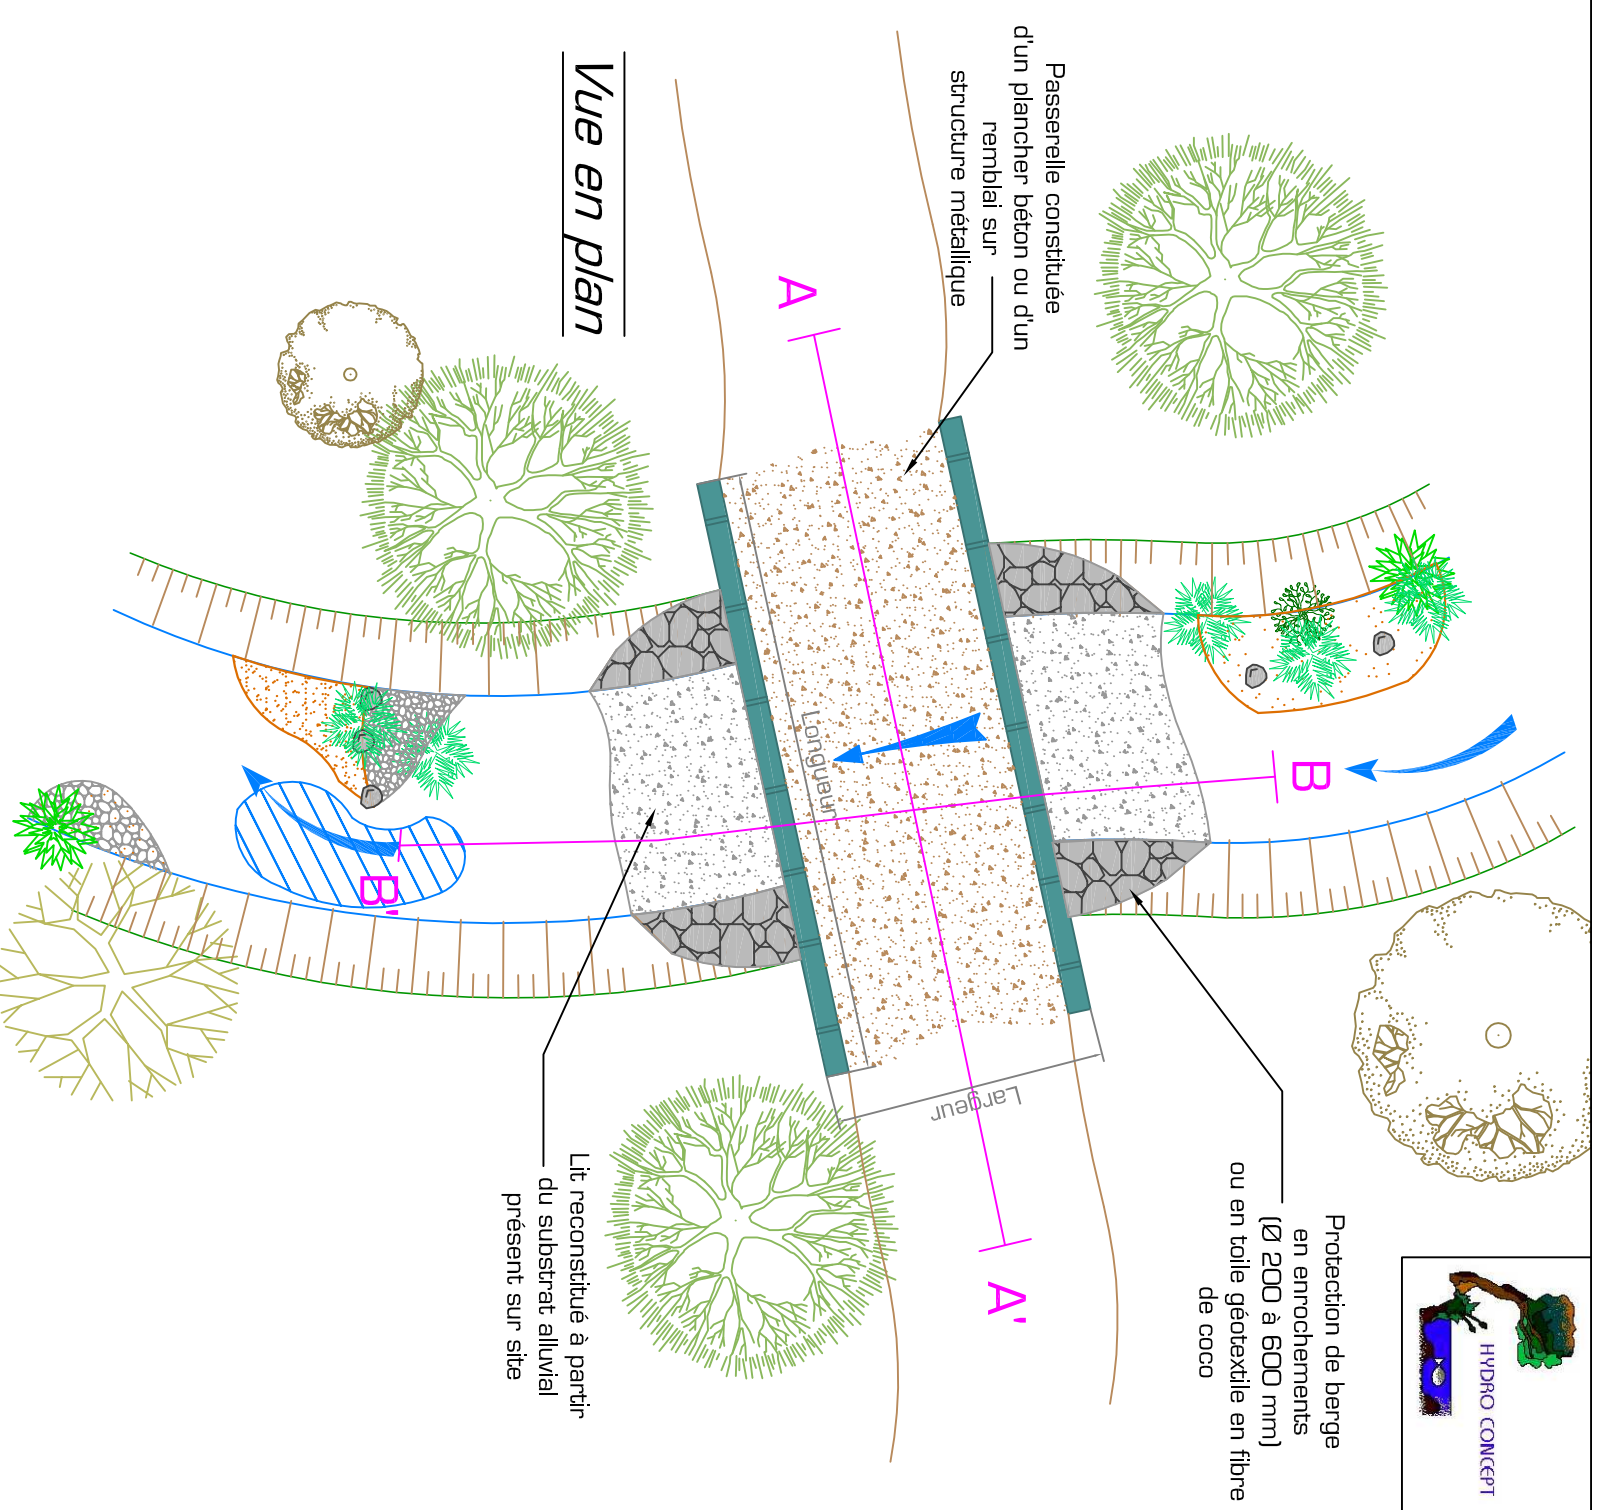 HYDRO CONCEPT
Passerelle constituée
d'un plancher béton ou d'un
remblai sur
structure métallique
Protection de berge
en enrochements
(Ø 200 à 600 mm)
ou en toile géotextile en fibre
de coco
B
A
A'
Longueur
Largeur
B'
Lit reconstitué à partir
du substrat alluvial
présent sur site
Vue en plan